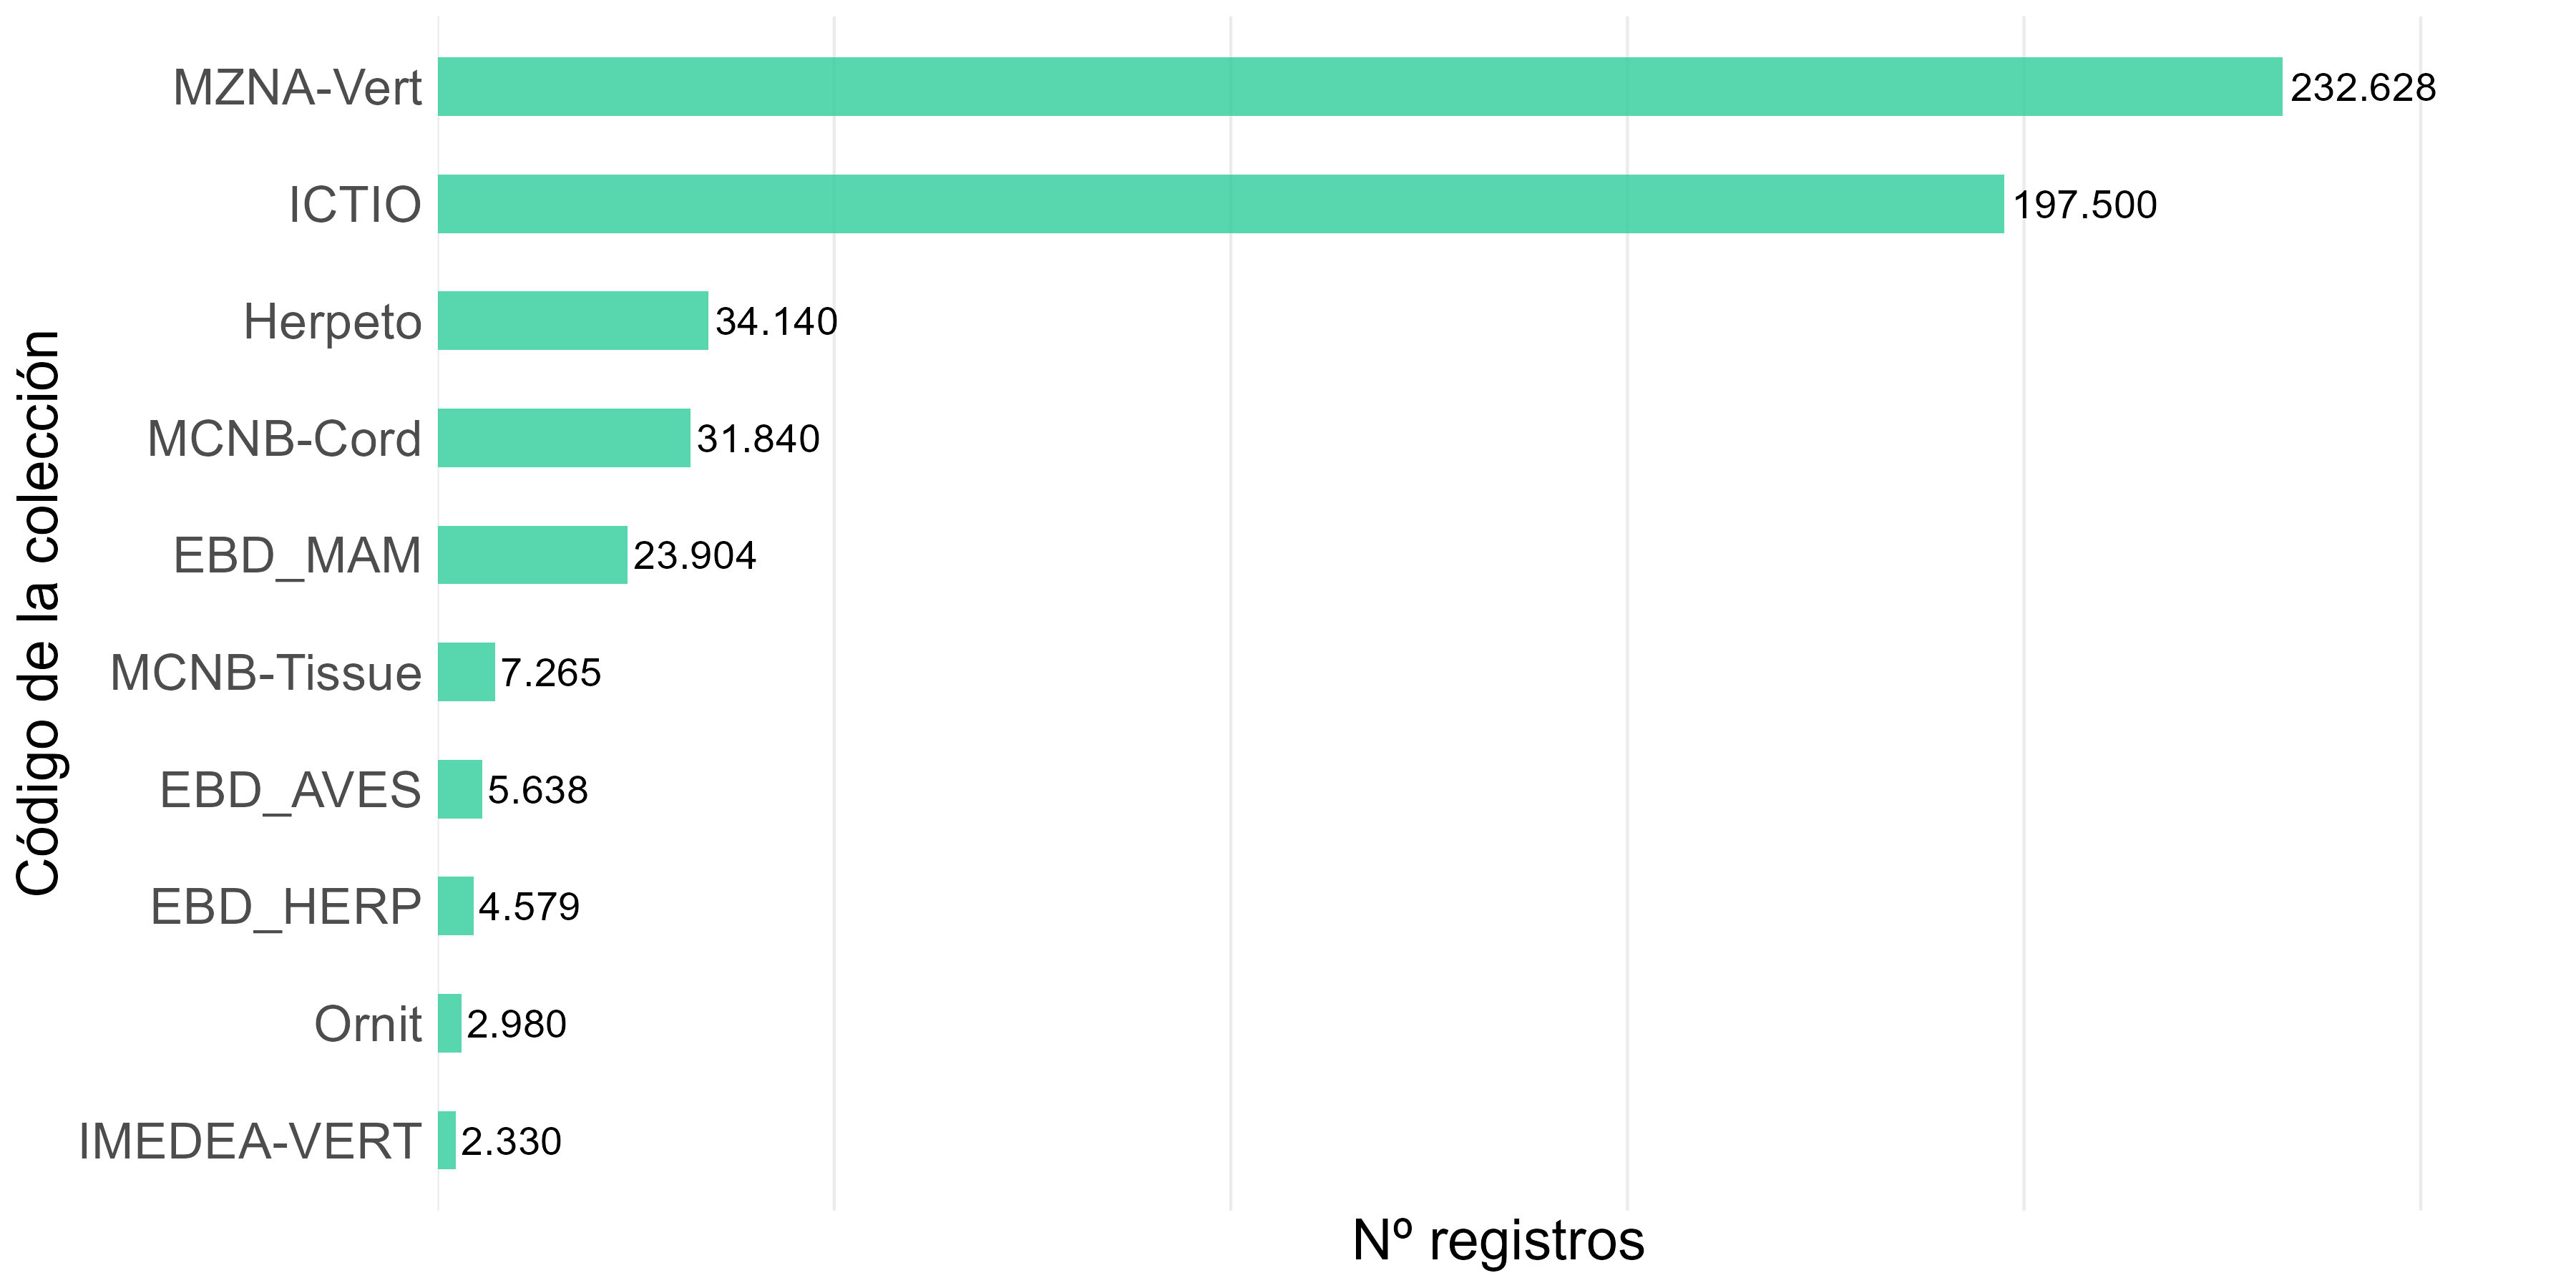 Código de la colección
MZNA-Vert 232.628
ICTIO 197.500
Herpeto 34.140
MCNB-Cord 31.840
EBD_MAM 23.904
MCNB-Tissue 7.265
EBD_AVES 5.638
EBD_HERP 4.579
Ornit 2.980
IMEDEA-VERT 2.330
Nº registros